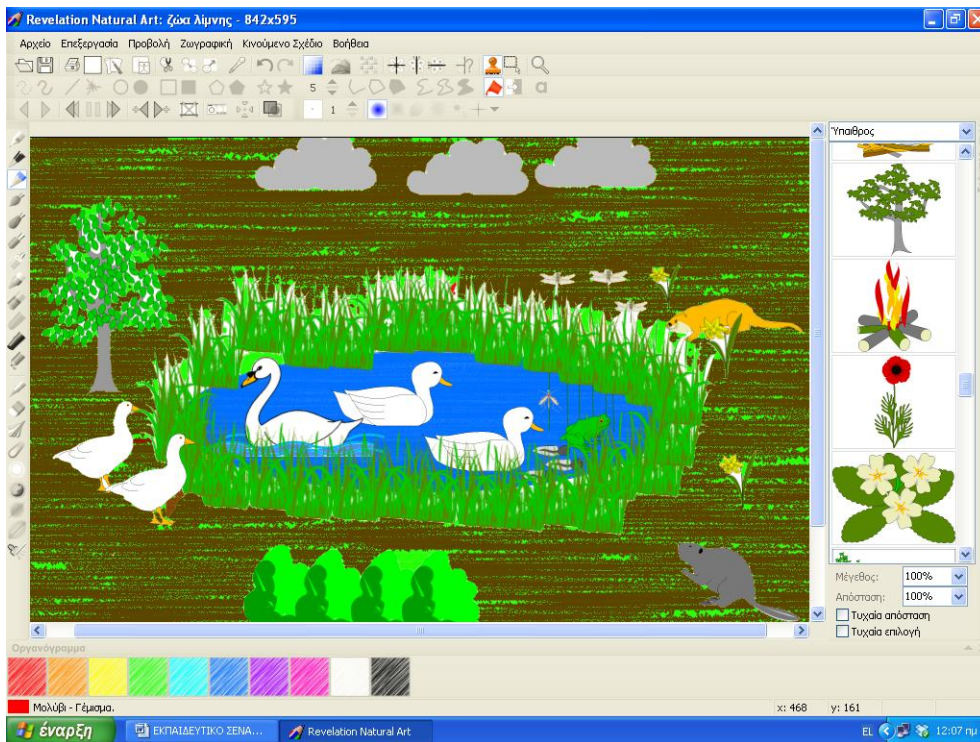 Revelation Natural Art: ζώα λίμνης - 842x595
Αρχείο Επεξεργασία Προβολή Ζωγραφική Κινούμενο Σχέδιο Βοήθεια
5
a
1
Ύπαιθρος
Μέγεθος: 100%
Απόσταση: 100%
Τυχαία απόσταση
Τυχαία επιλογή
Οργανόγραμμα
Μολύβι - Γέμισμα.
x: 468 y: 161
έναρξη
ΕΚΠΑΙΔΕΥΤΙΚΟ ΣΕΝΑ...
Revelation Natural Art
EL
12:07 πμ